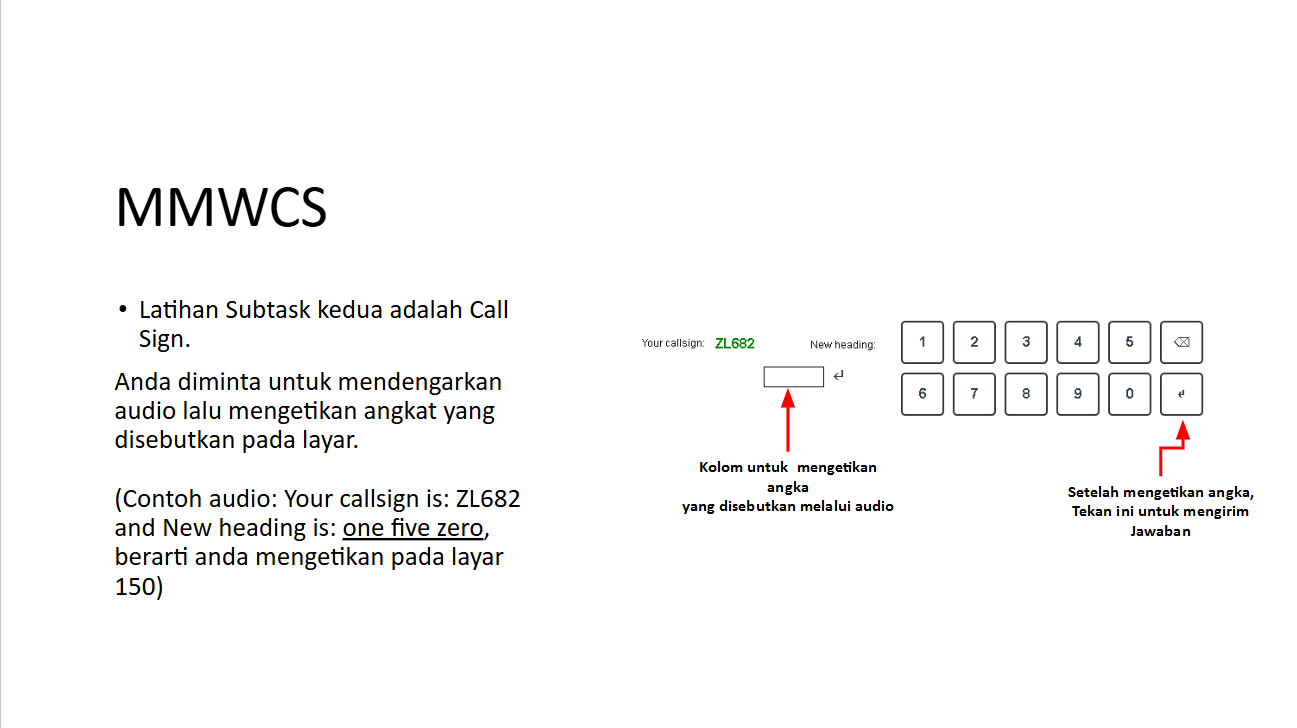 MMWCS
• Latihan Subtask kedua adalah Call
Sign.
Anda diminta untuk mendengarkan
audio lalu mengetikan angkat yang
disebutkan pada layar.
(Contoh audio: Your callsign is: ZL682
and New heading is: one five zero,
berarti anda mengetikan pada layar
150)
Your callsign: ZL682 New heading:
1 2 3 4 5 ⌫
↵
6 7 8 9 0 ↵
Kolom untuk mengetikan
angka
yang disebutkan melalui audio
Setelah mengetikan angka,
Tekan ini untuk mengirim
Jawaban